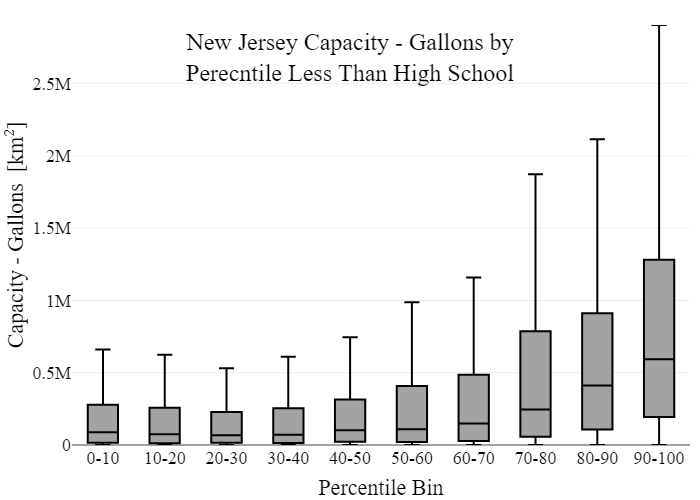 New Jersey Capacity - Gallons by
Perecntile Less Than High School
Capacity - Gallons [km²]
2.5M
2M
1.5M
1M
0.5M
0
0-10 10-20 20-30 30-40 40-50 50-60 60-70 70-80 80-90 90-100
Percentile Bin